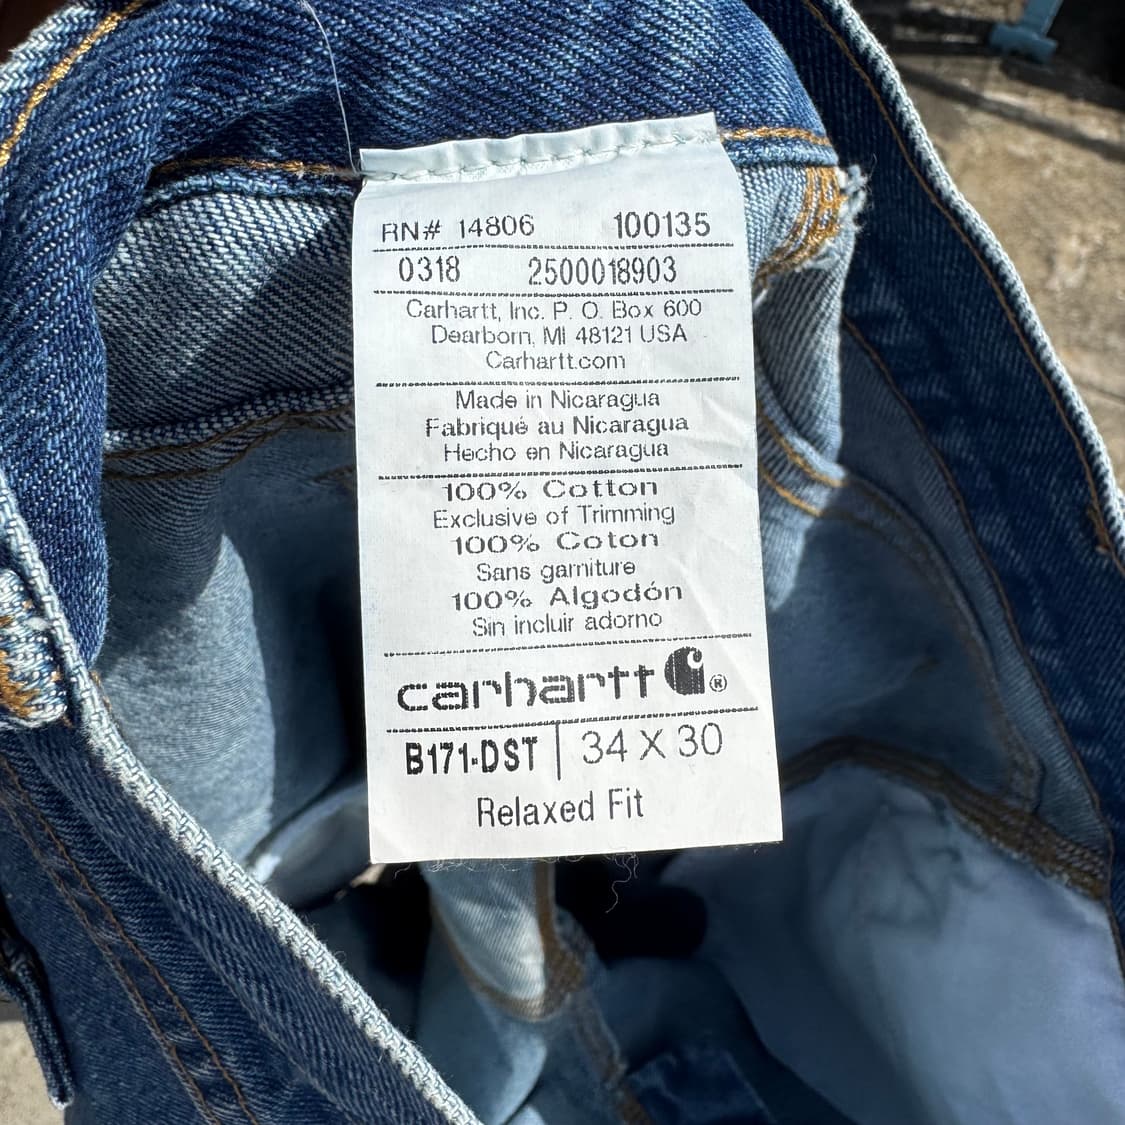 RN# 14806 100135
0318 2500018903
Carhartt, Inc. P. O. Box 600
Dearborn, MI 48121 USA
Carhartt.com
Made in Nicaragua
Fabriqué au Nicaragua
Hecho en Nicaragua
100% Cotton
Exclusive of Trimming
100% Coton
Sans garniture
100% Algodón
Sin incluir adorno
carhartt ®
B171-DST | 34 X 30
Relaxed Fit